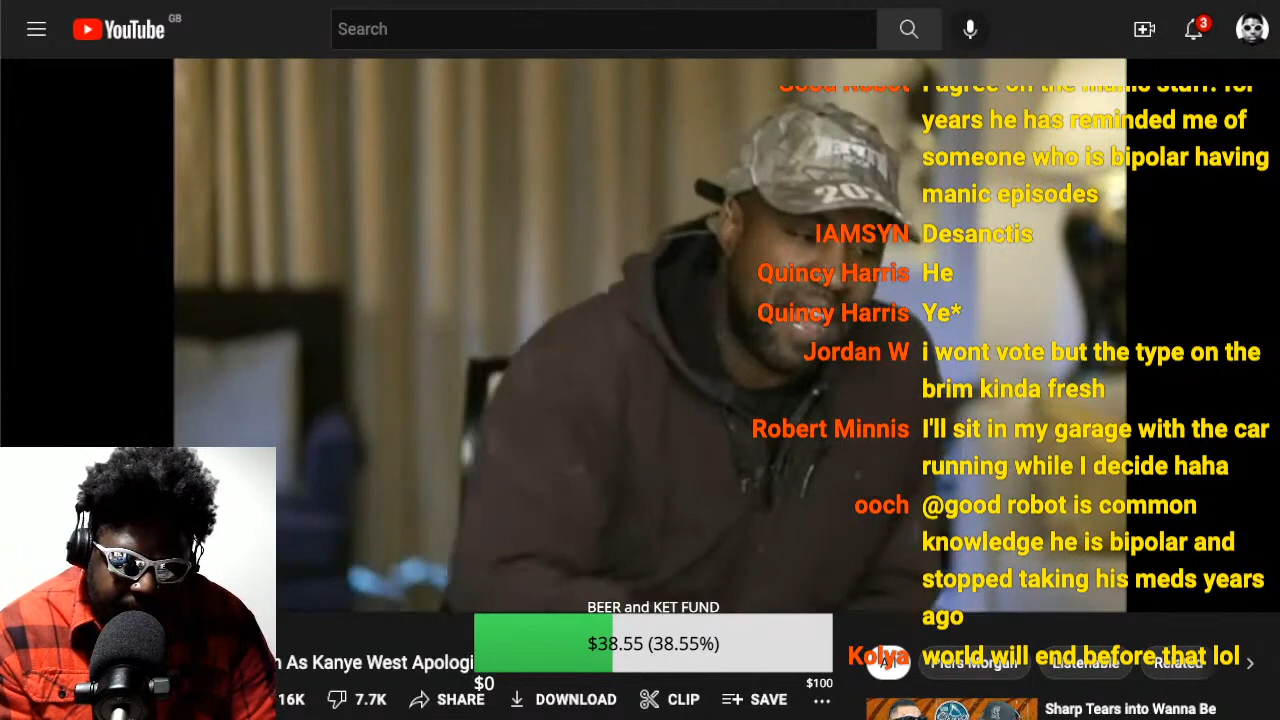 YouTube GB
Search
3
years he has reminded me of
someone who is bipolar having
manic episodes
IAMSYN Desanctis
Quincy Harris He
Quincy Harris Ye*
Jordan W i wont vote but the type on the
brim kinda fresh
Robert Minnis I'll sit in my garage with the car
running while I decide haha
ooch @good robot is common
knowledge he is bipolar and
stopped taking his meds years
ago
Kolya world will end before that lol
202
BEER and KET FUND
$38.55 (38.55%)
$0
$100
As Kanye West Apologi
Piers Morgan Listenable Related
16K 7.7K SHARE DOWNLOAD CLIP SAVE ...
Sharp Tears into Wanna Be